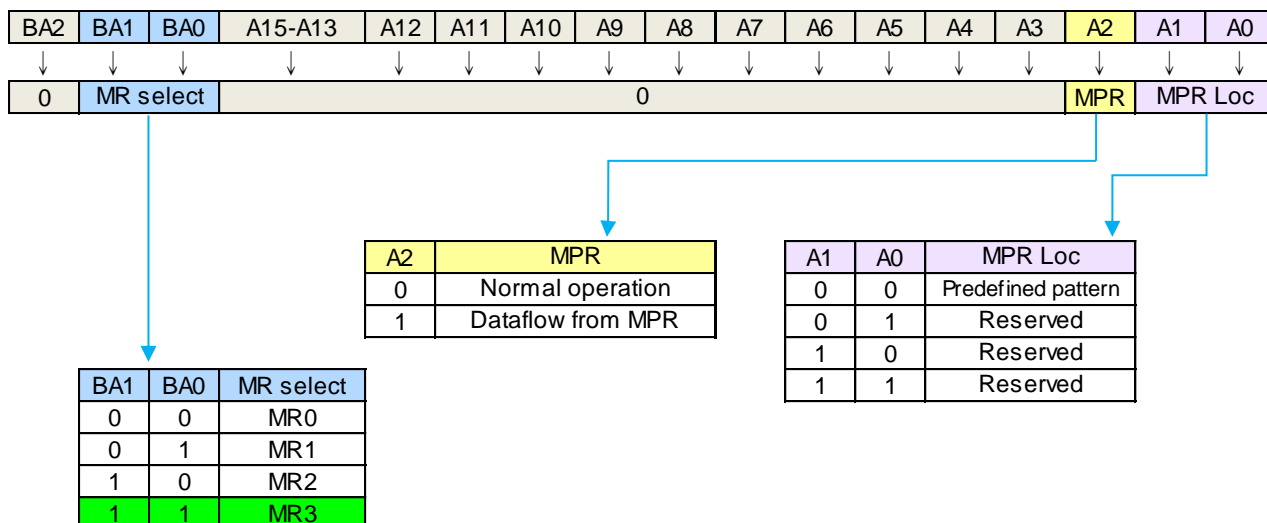 BA2 BA1 BA0 A15-A13 A12 A11 A10 A9 A8 A7 A6 A5 A4 A3 A2 A1 A0
0 MR select 0 MPR MPR Loc
A2 MPR
0 Normal operation
1 Dataflow from MPR
A1 A0 MPR Loc
0 0 Predefined pattern
0 1 Reserved
1 0 Reserved
1 1 Reserved
BA1 BA0 MR select
0 0 MR0
0 1 MR1
1 0 MR2
1 1 MR3